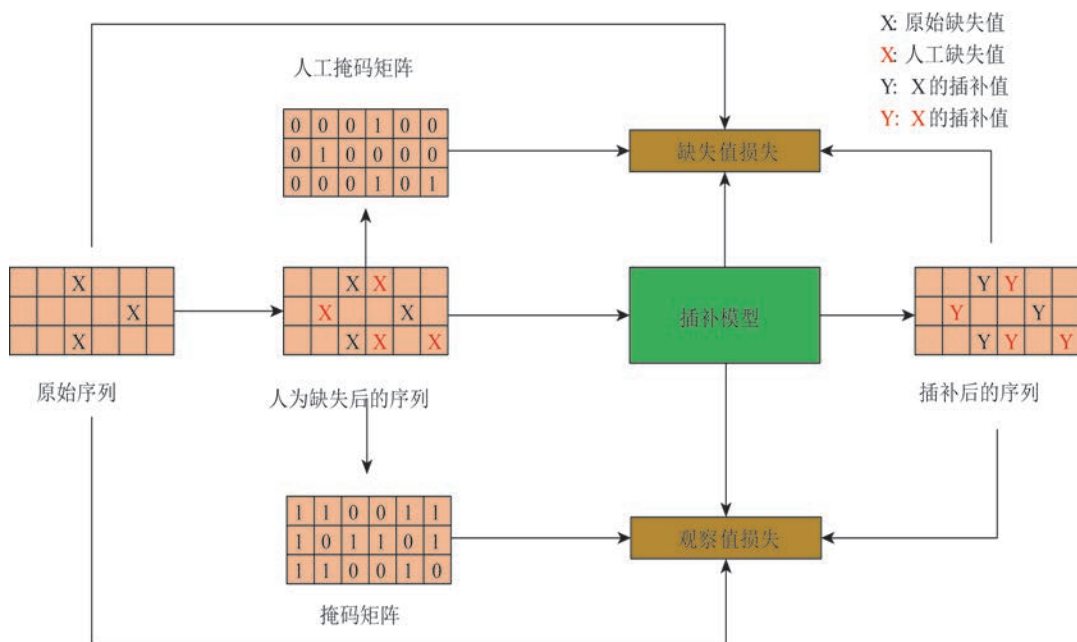 X: 原始缺失值
X: 人工缺失值
Y: X的插补值
Y: X的插补值
人工掩码矩阵
0 0 0 1 0 0
0 1 0 0 0 0
0 0 0 1 0 1
缺失值损失
X
X
X
原始序列
X X
X X
X X X
人为缺失后的序列
插补模型
Y Y
Y Y
Y Y Y
插补后的序列
1 1 0 0 1 1
1 0 1 1 0 1
1 1 0 0 1 0
掩码矩阵
观察值损失